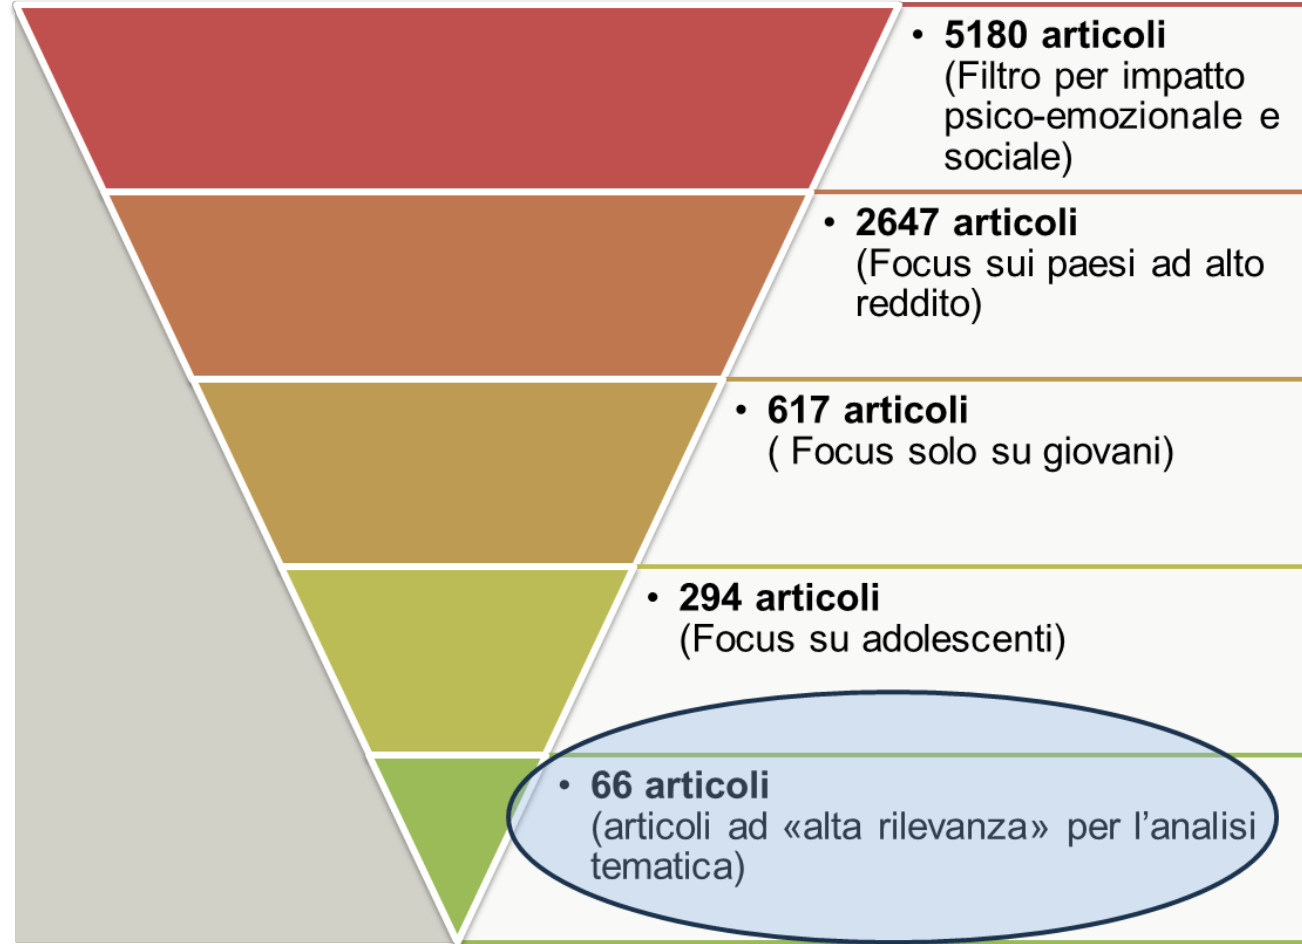 • 5180 articoli
(Filtro per impatto
psico-emozionale e
sociale)
• 2647 articoli
(Focus sui paesi ad alto
reddito)
• 617 articoli
( Focus solo su giovani)
• 294 articoli
(Focus su adolescenti)
• 66 articoli
(articoli ad «alta rilevanza» per l’analisi
tematica)